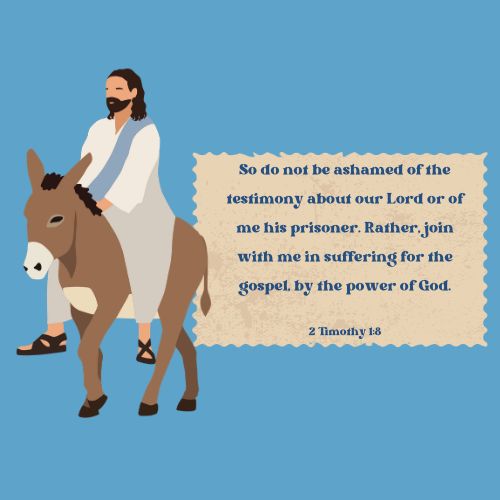 So do not be ashamed of the
testimony about our Lord or of
me his prisoner. Rather, join
with me in suffering for the
gospel, by the power of God.
2 Timothy 1:8